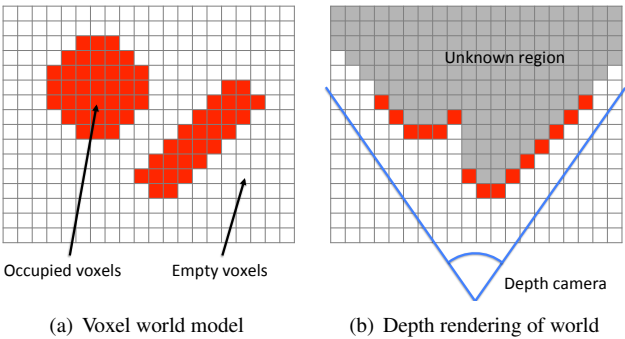 Unknown region
Occupied voxels
Empty voxels
Depth camera
(a) Voxel world model
(b) Depth rendering of world